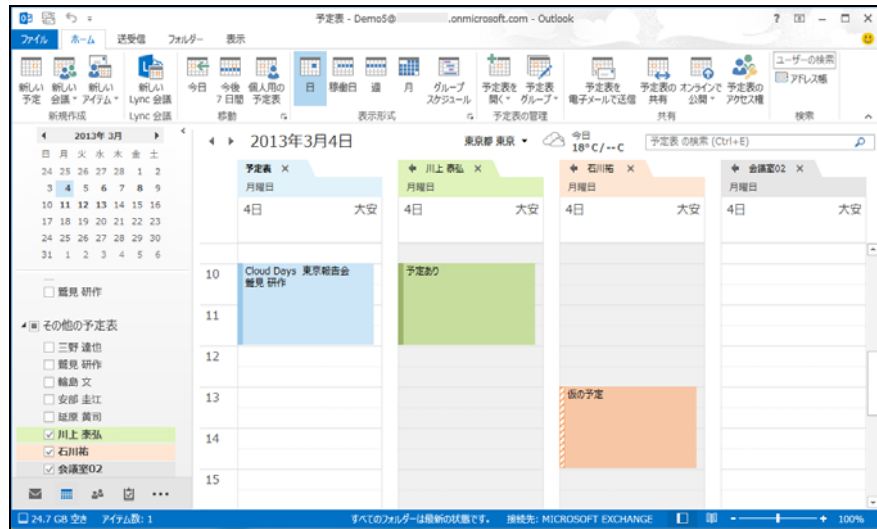 予定表 - Demo5@ .onmicrosoft.com - Outlook
ファイル ホーム 送受信 フォルダー 表示
新しい予定
新しい会議
新しいアイテム
新しい Lync 会議
今日
今後 7 日間
個人用の予定表
日
稼働日
週
月
グループ スケジュール
予定表を開く
予定表グループ
予定表を電子メールで送信
予定表の共有
オンラインで公開
予定表のアクセス権
ユーザーの検索
アドレス帳
新規作成 Lync 会議 移動 表示形式 予定表の管理 共有 検索
2013年 3月
日 月 火 水 木 金 土
24 25 26 27 28 1 2
3 4 5 6 7 8 9
10 11 12 13 14 15 16
17 18 19 20 21 22 23
24 25 26 27 28 29 30
31 1 2 3 4 5 6
鷲見 研作
その他の予定表
三野 達也
鷲見 研作
輪島 文
安部 圭江
延原 黄司
川上 泰弘
石川祐
会議室02
2013年3月4日
東京都 東京
今日
18°C/--C
予定表 の検索 (Ctrl+E)
予定表 川上 泰弘 石川祐 会議室02
月曜日 月曜日 月曜日 月曜日
4日 大安 4日 大安 4日 大安 4日 大安
10
Cloud Days 東京報告会
鷲見 研作
予定あり
11
12
13
仮の予定
14
15
24.7 GB 空き アイテム数: 1
すべてのフォルダーは最新の状態です。 接続先: MICROSOFT EXCHANGE
100%